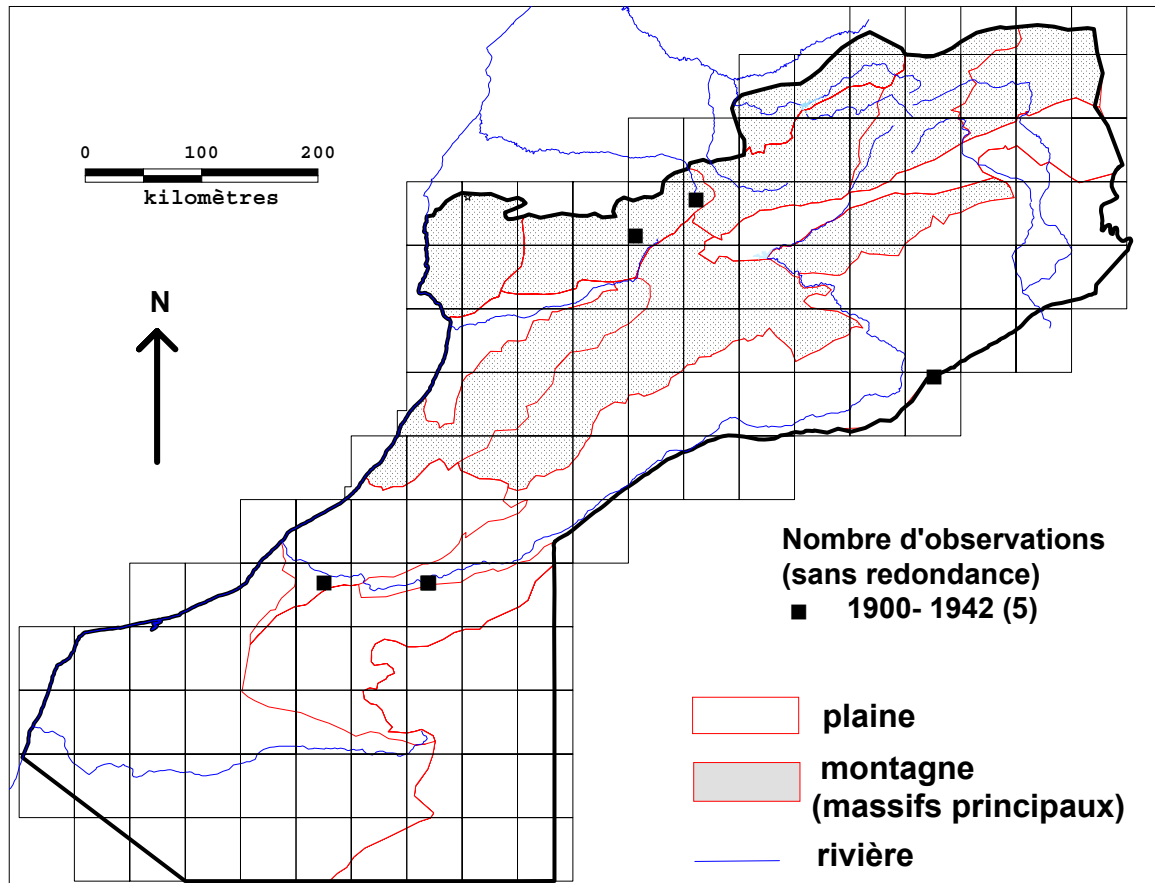 0 100 200
kilomètres
N
Nombre d'observations
(sans redondance)
1900- 1942 (5)
plaine
montagne
(massifs principaux)
rivière